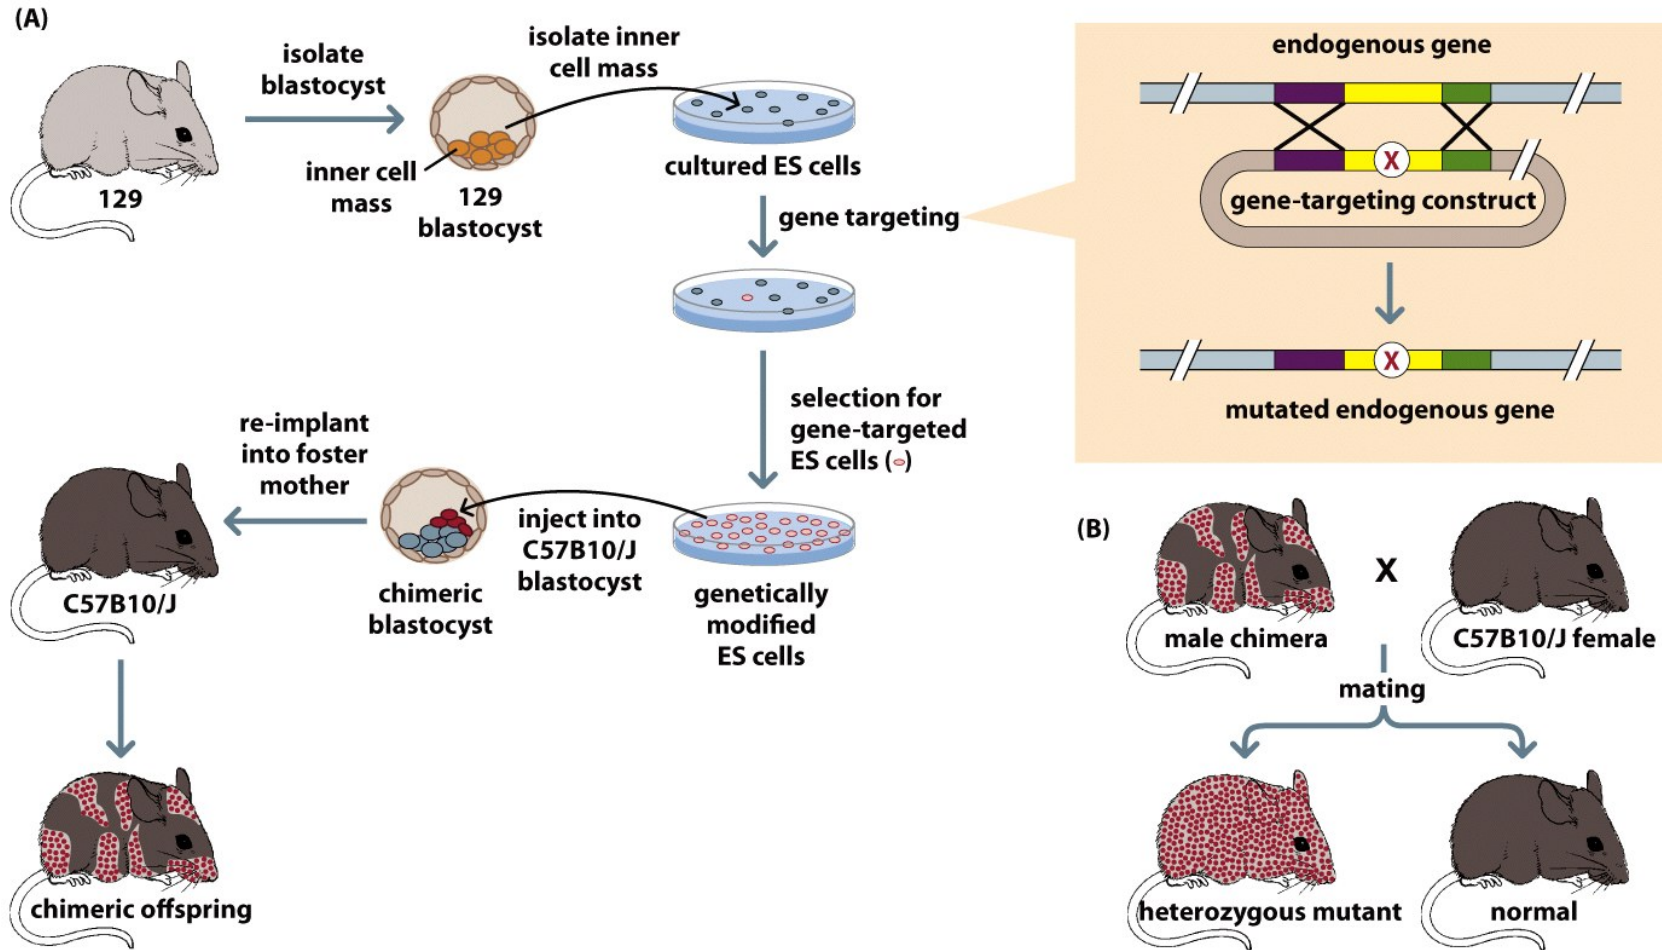 (A)
129
isolate
blastocyst
inner cell
mass
129
blastocyst
isolate inner
cell mass
cultured ES cells
gene targeting
endogenous gene
X
gene-targeting construct
X
mutated endogenous gene
selection for
gene-targeted
ES cells ( )
genetically
modified
ES cells
inject into
C57B10/J
blastocyst
chimeric
blastocyst
re-implant
into foster
mother
C57B10/J
chimeric offspring
(B)
male chimera
X
C57B10/J female
mating
heterozygous mutant
normal